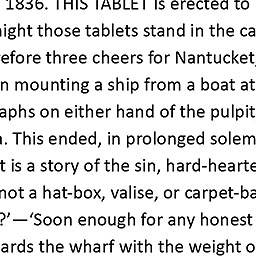 1836. THIS TABLET Is erected to
ight those tablets stand in the ca
efore three cheers for Nantucket,
n mounting a ship from a boat at
aphs on either hand of the pulpit
. This ended, in prolonged solem
t is a story of the sin, hard-hearte
not a hat-box, valise, or carpet-ba
?’—‘Soon enough for any honest
ards the wharf with the weight o